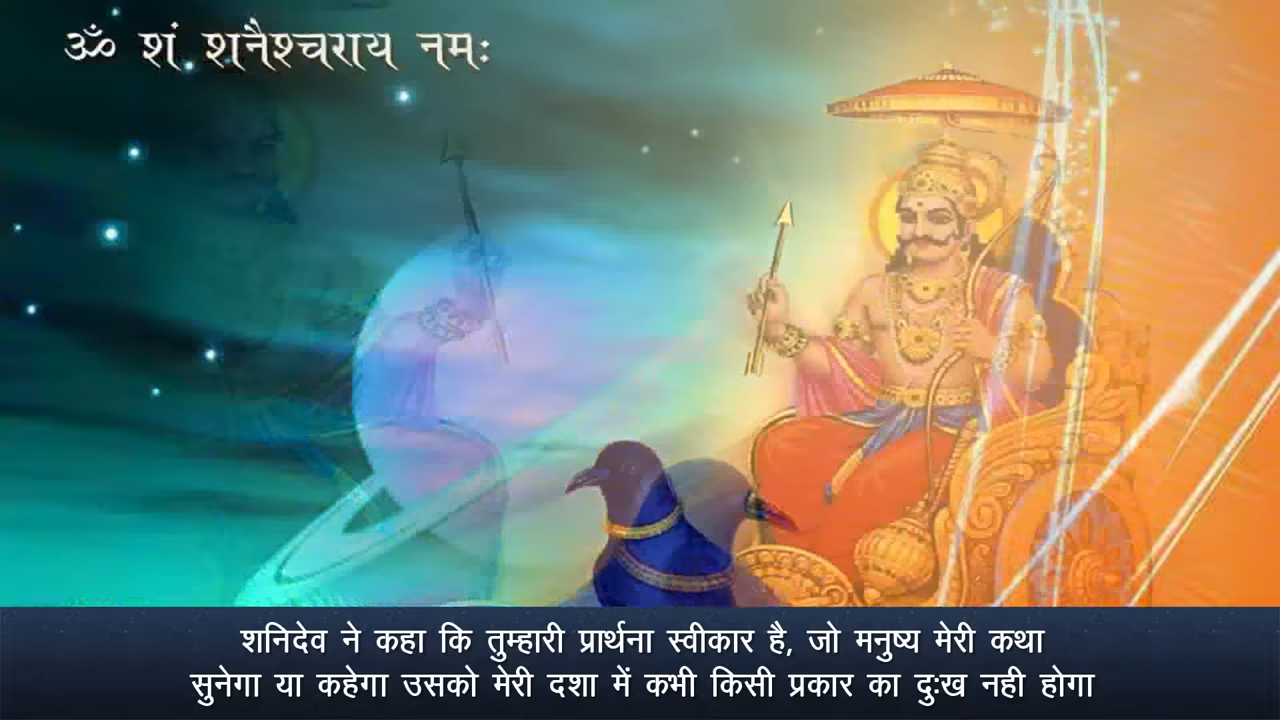 ॐ शं शनैश्चराय नमः
शनिदेव ने कहा कि तुम्हारी प्रार्थना स्वीकार है, जो मनुष्य मेरी कथा
सुनेगा या कहेगा उसको मेरी दशा में कभी किसी प्रकार का दुःख नही होगा